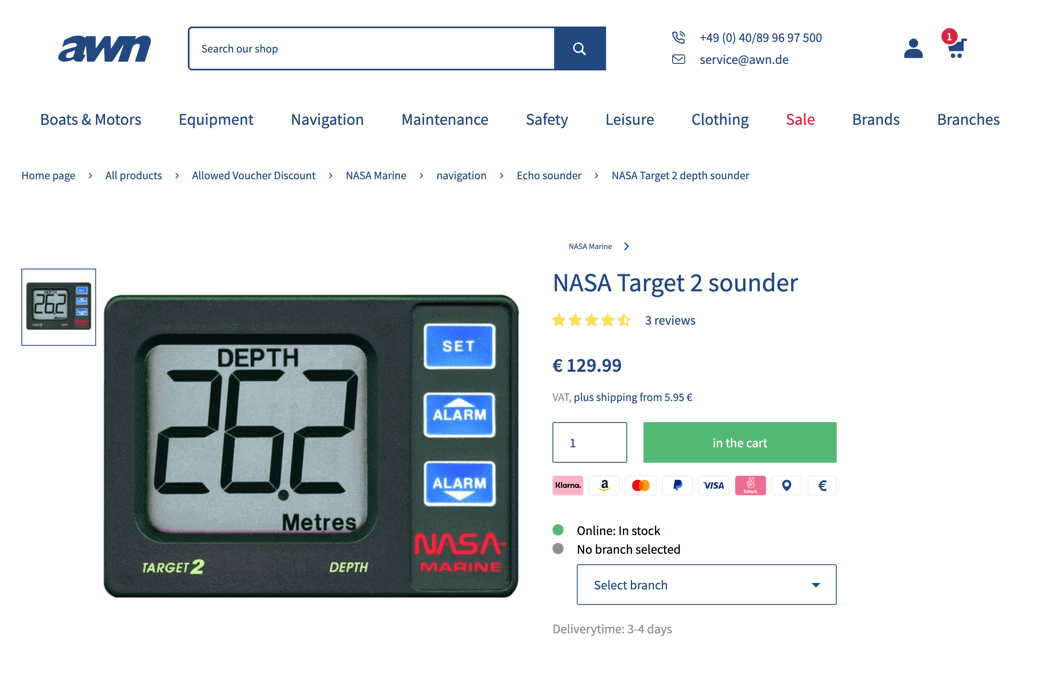 awn
Search our shop
+49 (0) 40/89 96 97 500
service@awn.de
1
Boats & Motors Equipment Navigation Maintenance Safety Leisure Clothing Sale Brands Branches
Home page > All products > Allowed Voucher Discount > NASA Marine > navigation > Echo sounder > NASA Target 2 depth sounder
NASA Marine >
NASA Target 2 sounder
3 reviews
€ 129.99
VAT, plus shipping from 5.95 €
1
in the cart
Klarna. a VISA Sofort. €
Online: In stock
No branch selected
Select branch
Deliverytime: 3-4 days
DEPTH
26.2
Metres
SET
ALARM
ALARM
NASA
MARINE
TARGET 2 DEPTH